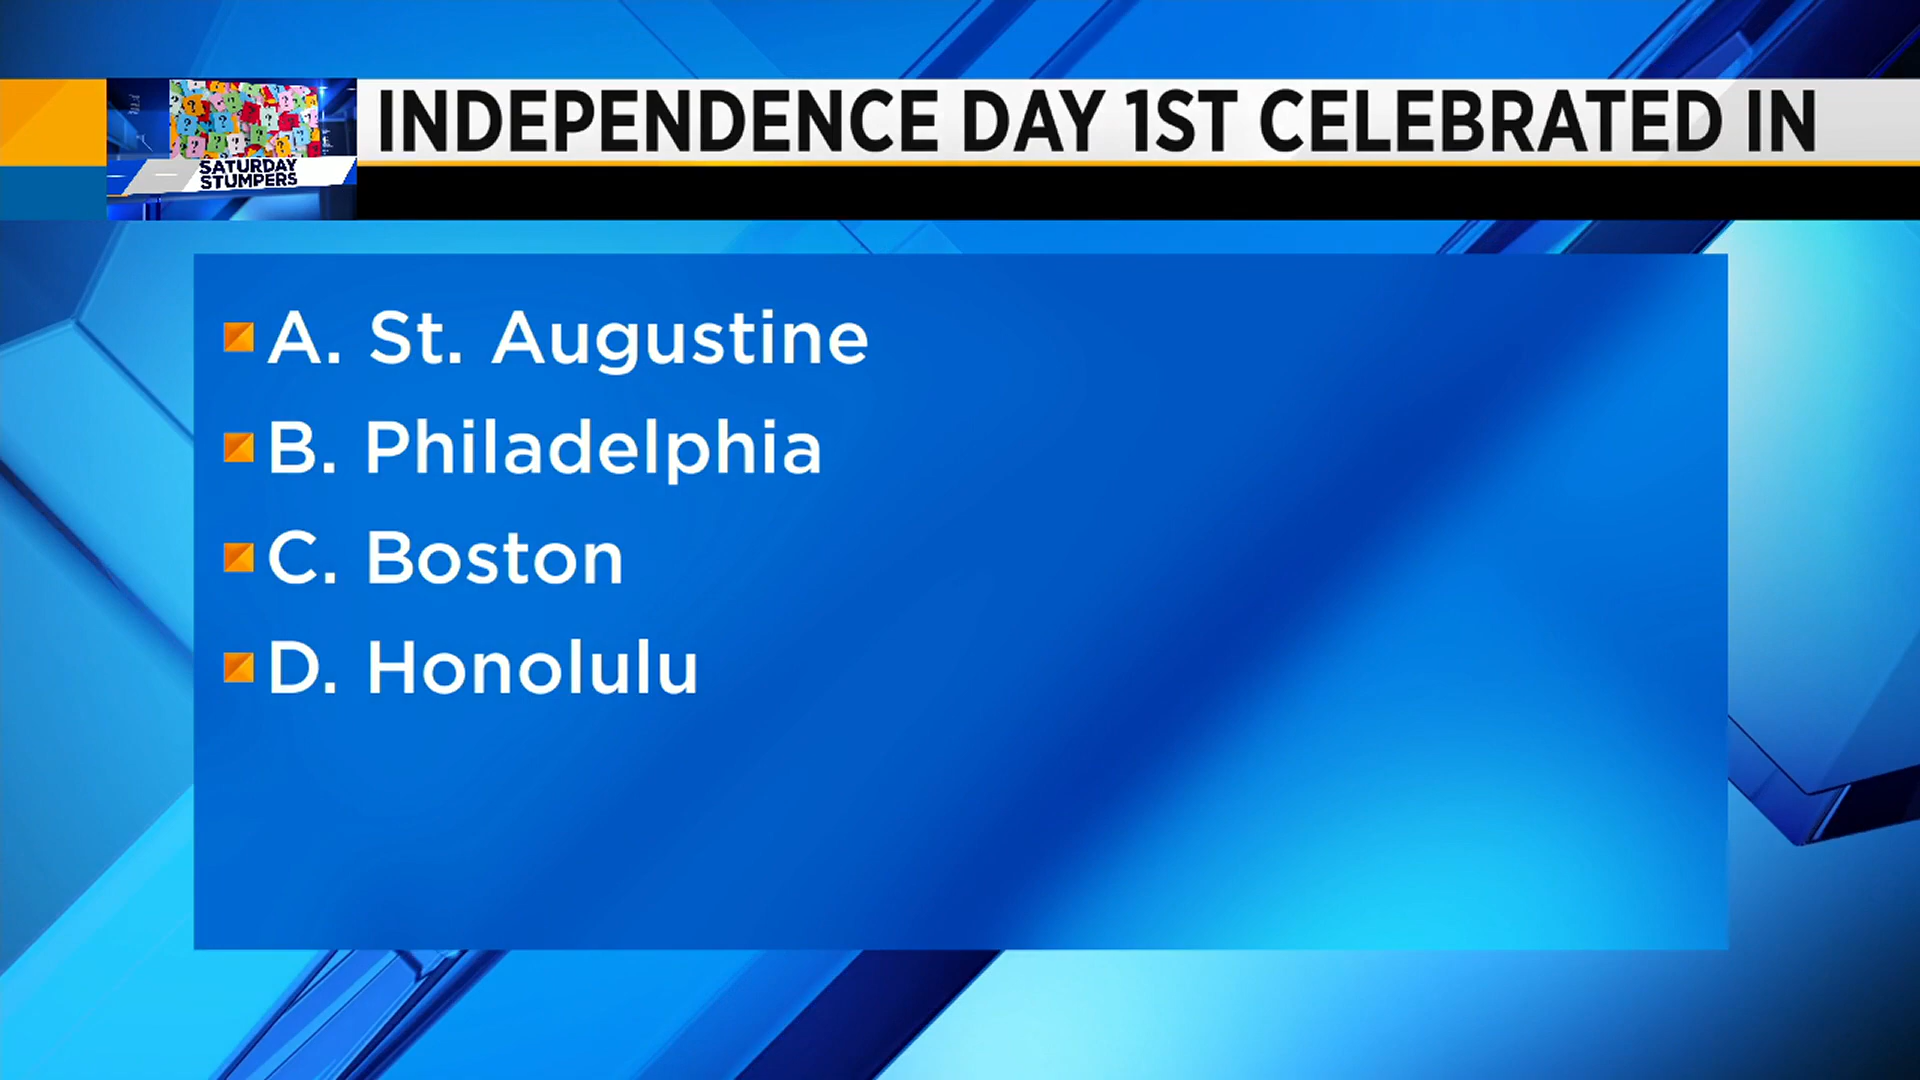 INDEPENDENCE DAY 1ST CELEBRATED IN
SATURDAY
STUMPERS
A. St. Augustine
B. Philadelphia
C. Boston
D. Honolulu